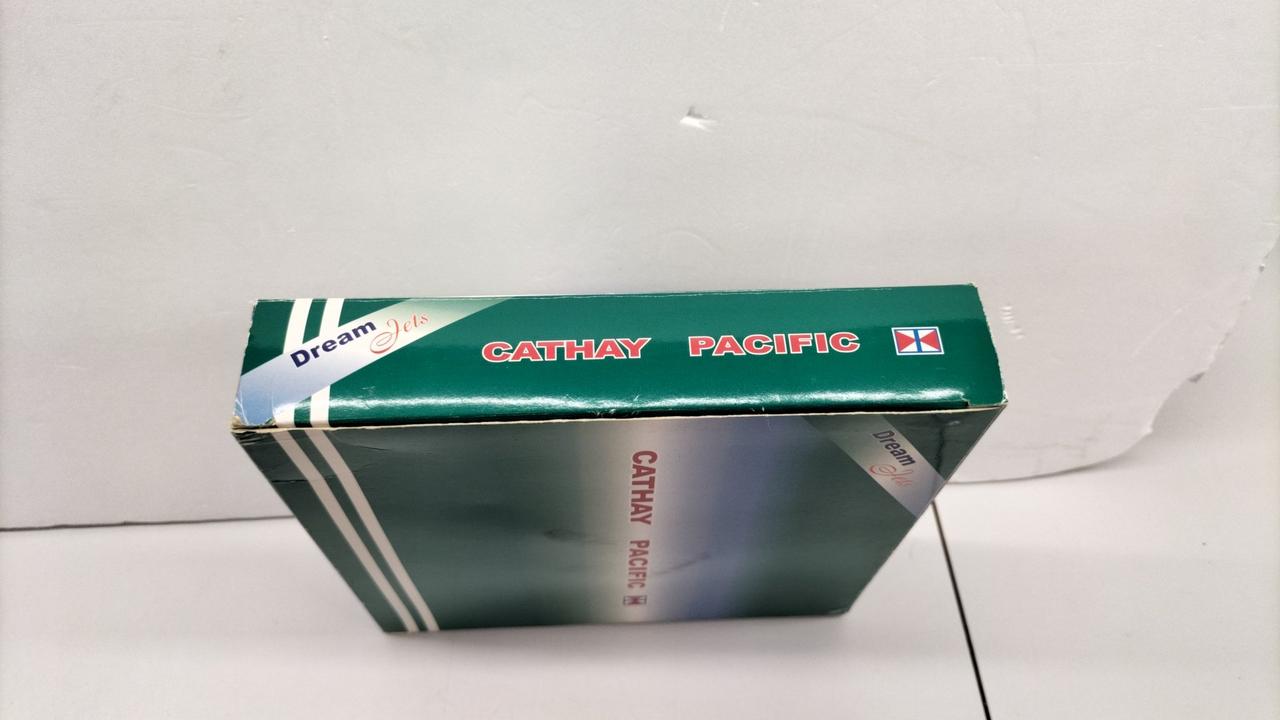 Dream Jets
CATHAY PACIFIC
Dream
Jets
CATHAY PACIFIC